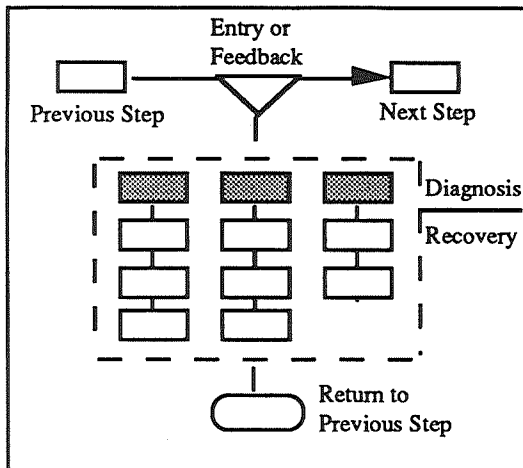 Entry or
Feedback
Previous Step
Next Step
Diagnosis
Recovery
Return to
Previous Step